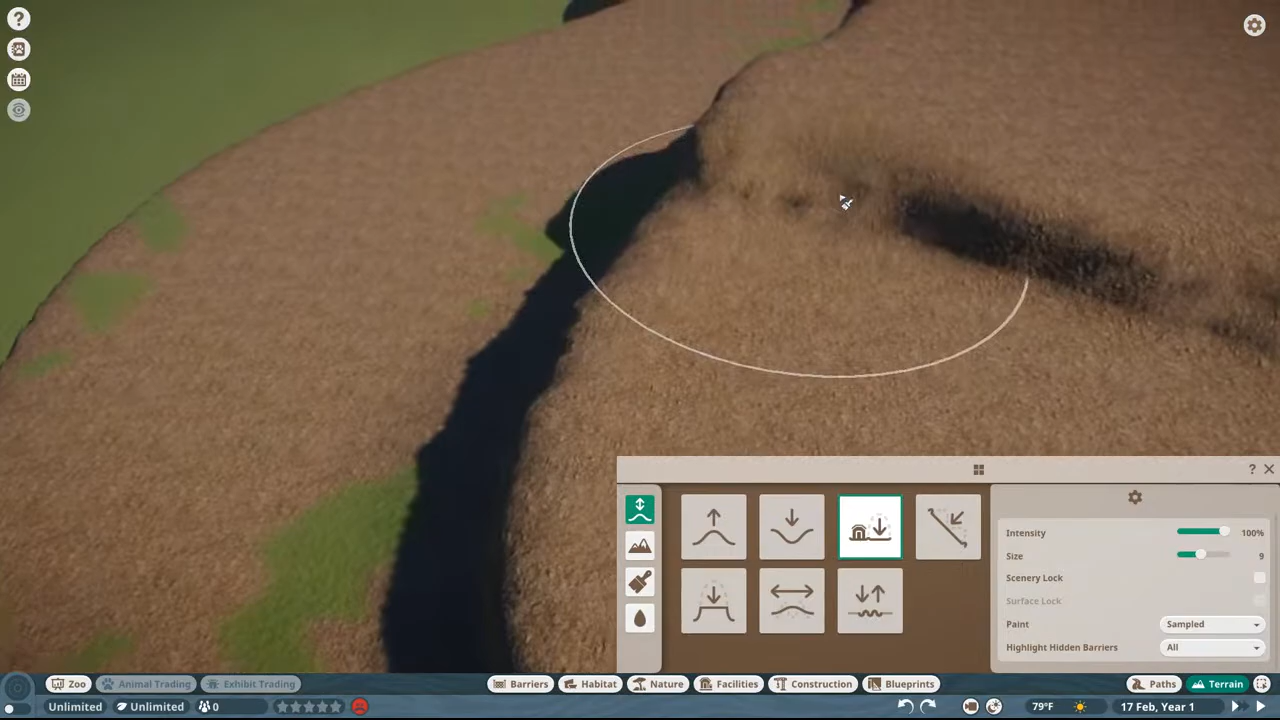 ?
? ×
Intensity 100%
Size 9
Scenery Lock
Surface Lock
Paint Sampled
Highlight Hidden Barriers All
Zoo Animal Trading Exhibit Trading Barriers Habitat Nature Facilities Construction Blueprints Paths Terrain
Unlimited Unlimited 0 79°F 17 Feb, Year 1